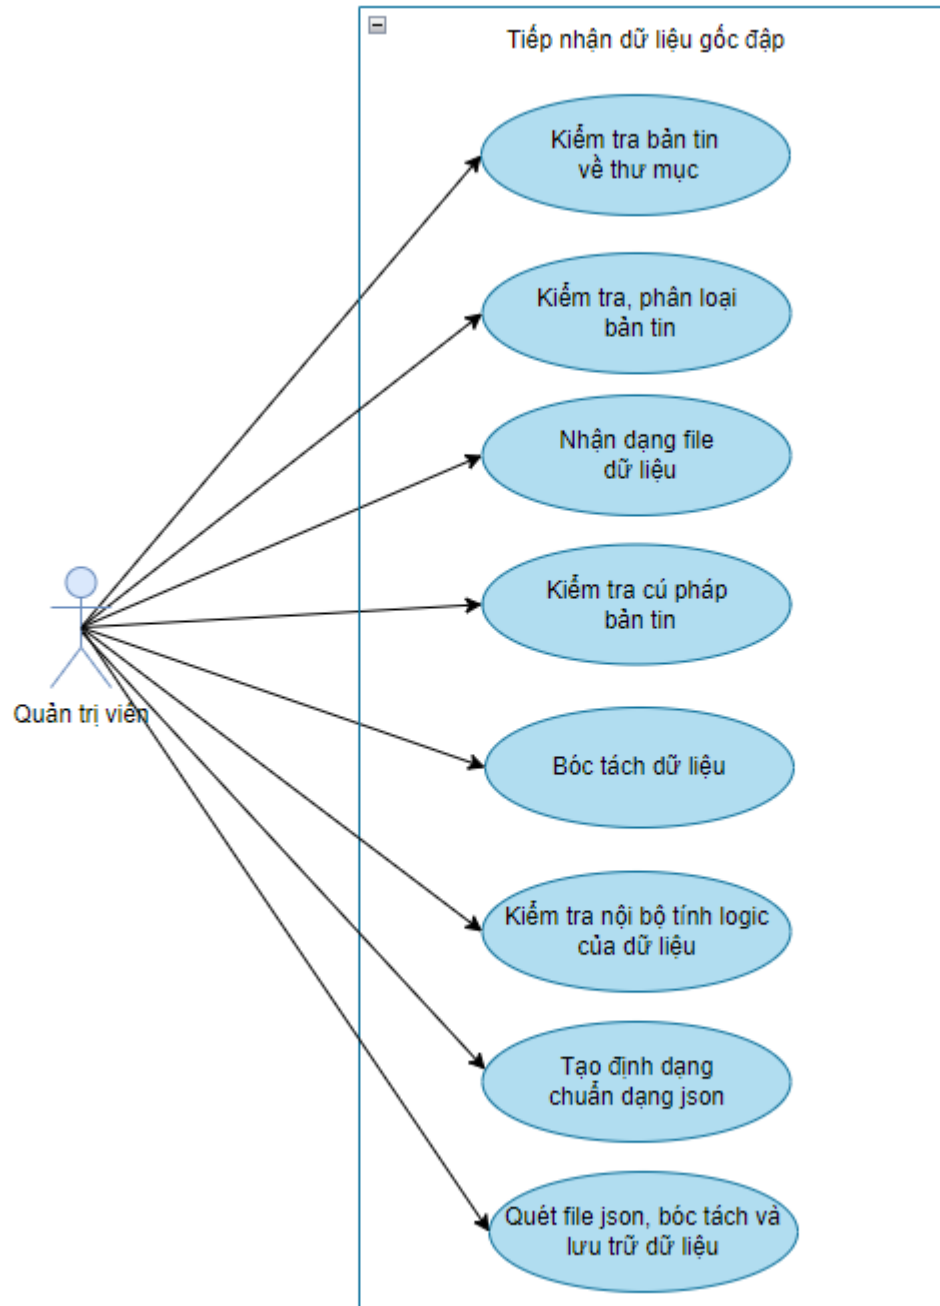 Tiếp nhận dữ liệu gốc đập
Kiểm tra bản tin
về thư mục
Kiểm tra, phân loại
bản tin
Nhận dạng file
dữ liệu
Kiểm tra cú pháp
bản tin
Quản trị viên
Bóc tách dữ liệu
Kiểm tra nội bộ tính logic
của dữ liệu
Tạo định dạng
chuẩn dạng json
Quét file json, bóc tách và
lưu trữ dữ liệu